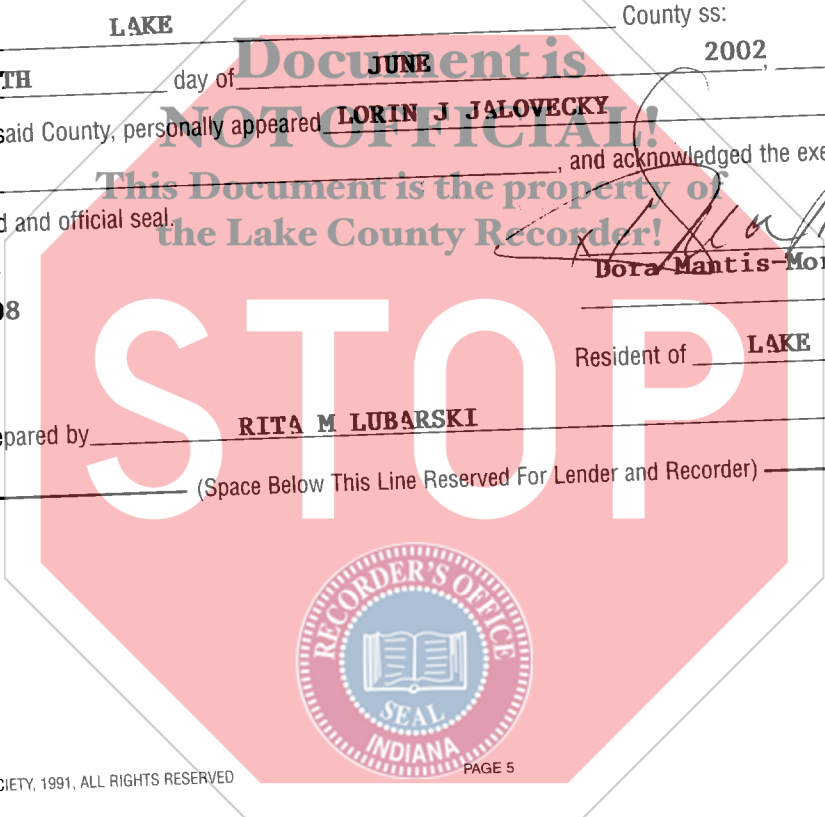 LAKE County ss:
TH day of JUNE 2002,
said County, personally appeared LORIN J JALOVECKY
, and acknowledged the exe
d and official seal.
Dora Mantis-Mor
98
Resident of LAKE
epared by RITA M LUBARSKI
(Space Below This Line Reserved For Lender and Recorder)
Document is
NOT OFFICIAL!
This Document is the property of
the Lake County Recorder!
STOP
RECORDER'S OFFICE
SEAL
INDIANA
CIETY, 1991, ALL RIGHTS RESERVED PAGE 5